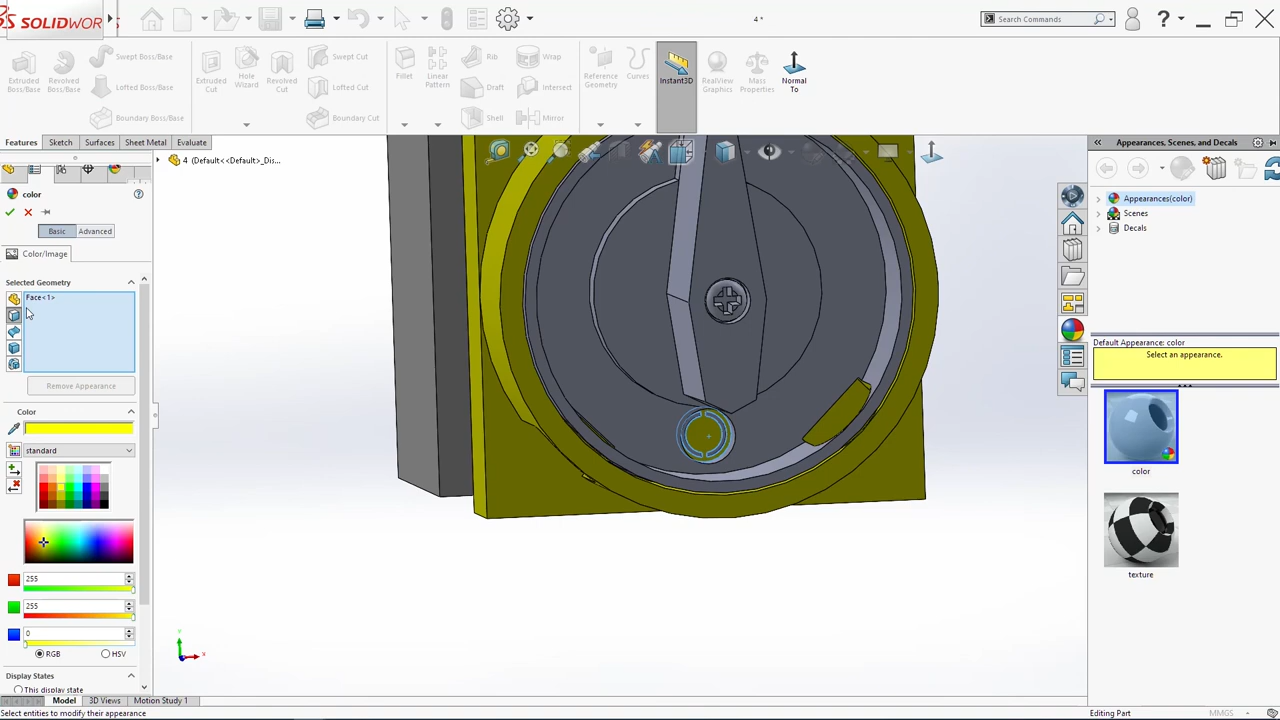 SOLIDWOR
4 *
Search Commands
?
Extruded Boss/Base
Revolved Boss/Base
Swept Boss/Base
Lofted Boss/Base
Boundary Boss/Base
Extruded Cut
Hole Wizard
Revolved Cut
Swept Cut
Lofted Cut
Boundary Cut
Fillet
Linear Pattern
Rib
Draft
Shell
Wrap
Intersect
Mirror
Reference Geometry
Curves
Instant3D
RealView Graphics
Mass Properties
Normal To
Features
Sketch
Surfaces
Sheet Metal
Evaluate
4 (Default<<Default>_Dis...
color
Basic
Advanced
Color/Image
Selected Geometry
Face<1>
Remove Appearance
Color
standard
255
255
0
RGB
HSV
Display States
This display state
Y
X
Appearances, Scenes, and Decals
Appearances(color)
Scenes
Decals
Default Appearance: color
Select an appearance.
color
texture
Model
3D Views
Motion Study 1
Select entities to modify their appearance
Editing Part
MMGS